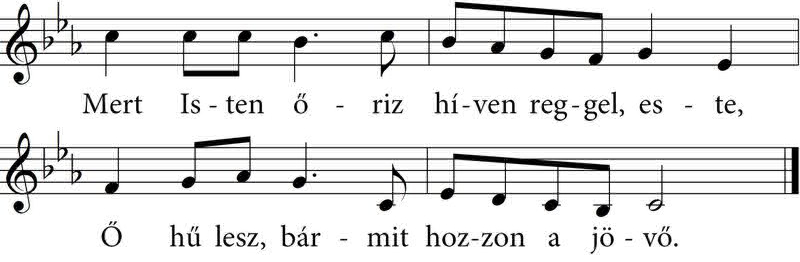 Mert Is - ten ő - riz hí - ven reg - gel, es - te,
Ő hű lesz, bár - mit hoz - zon a jö - vő.